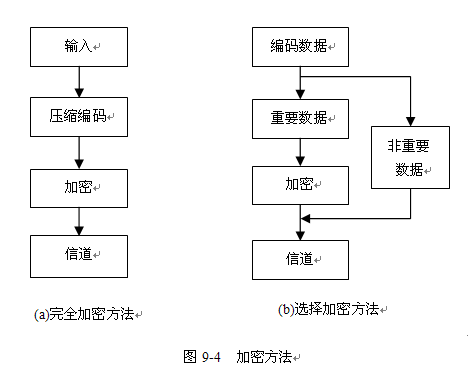 输入
压缩编码
加密
信道
(a)完全加密方法
编码数据
重要数据
非重要
数据
加密
信道
(b)选择加密方法
图 9-4 加密方法